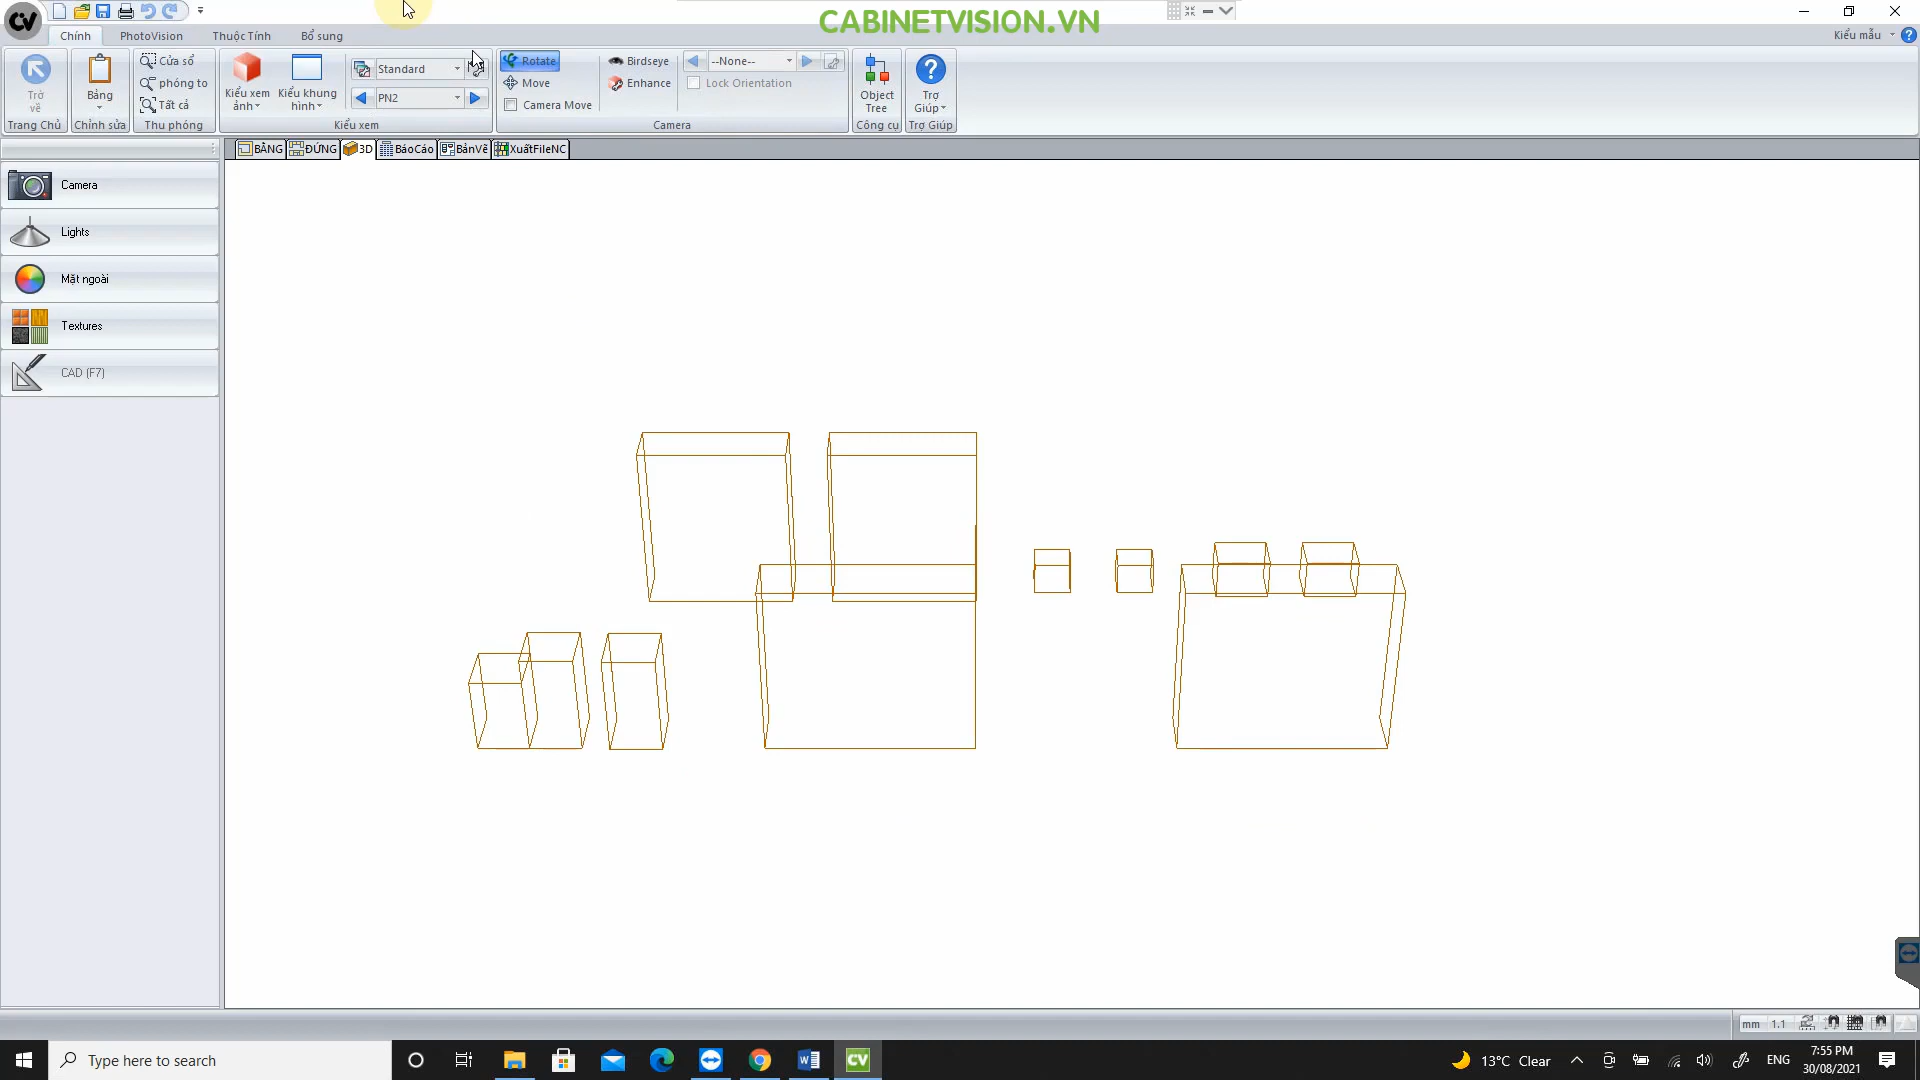 CABINETVISION.VN
Chính PhotoVision Thuộc Tính Bổ sung
Kiểu mẫu
Trở về
Trang Chủ
Bảng
Chỉnh sửa
Cửa sổ
phóng to
Tất cả
Thu phóng
Kiểu xem ảnh
Kiểu khung hình
Standard
PN2
Kiểu xem
Rotate
Move
Camera Move
Birdseye
Enhance
--None--
Lock Orientation
Camera
Object Tree
Công cụ
Trợ Giúp
Trợ Giúp
BẰNG ĐỨNG 3D BáoCáo BảnVẽ XuấtFileNC
Camera
Lights
Mặt ngoài
Textures
CAD (F7)
mm 1.1
Type here to search
CV
13°C Clear
ENG
7:55 PM
30/08/2021